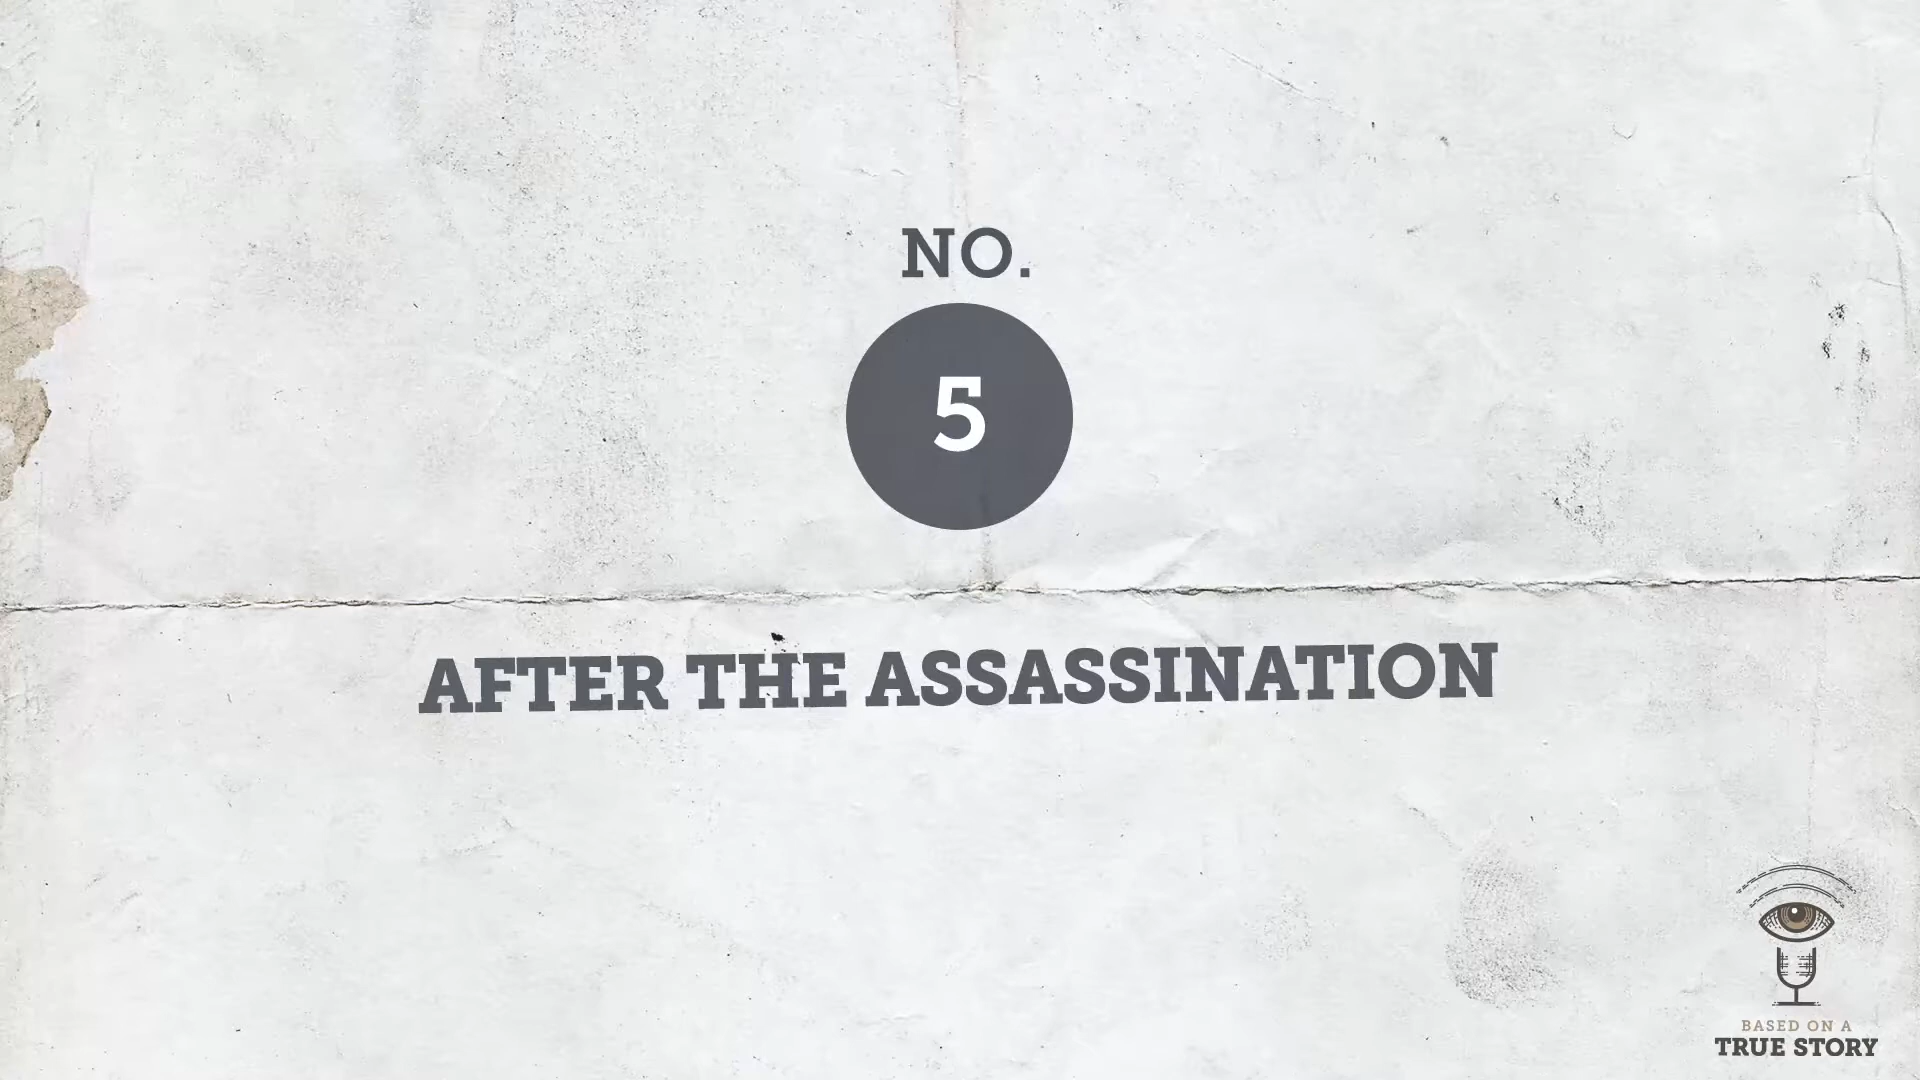 NO.
5
AFTER THE ASSASSINATION
BASED ON A
TRUE STORY